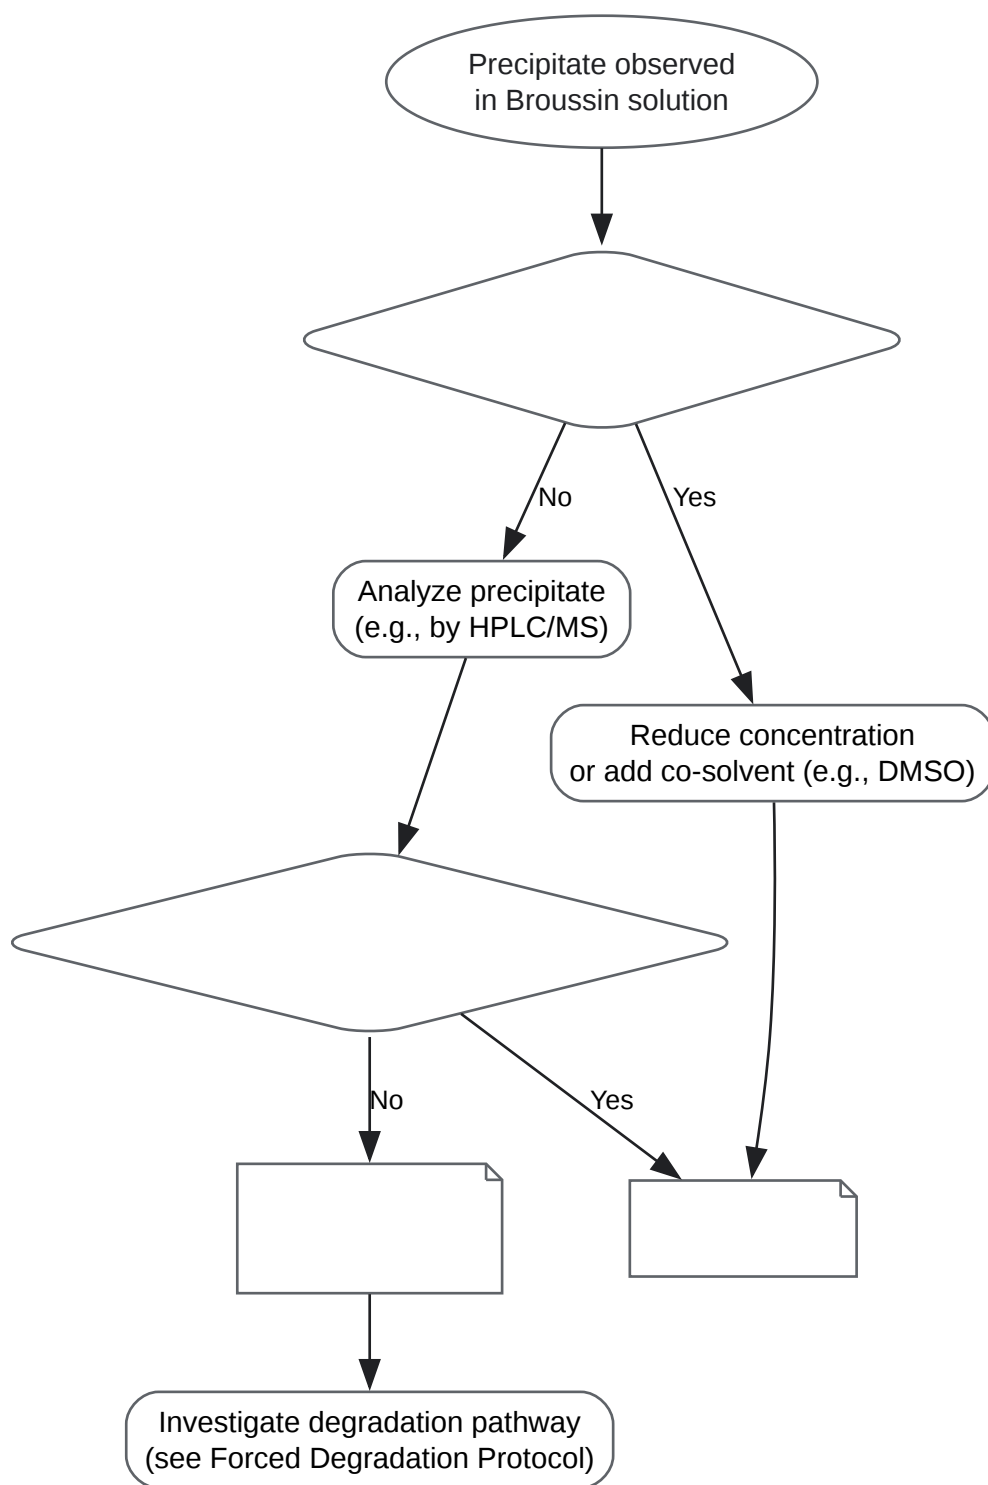 Precipitate observed
in Broussin solution
No
Yes
Analyze precipitate
(e.g., by HPLC/MS)
Reduce concentration
or add co-solvent (e.g., DMSO)
No
Yes
Investigate degradation pathway
(see Forced Degradation Protocol)